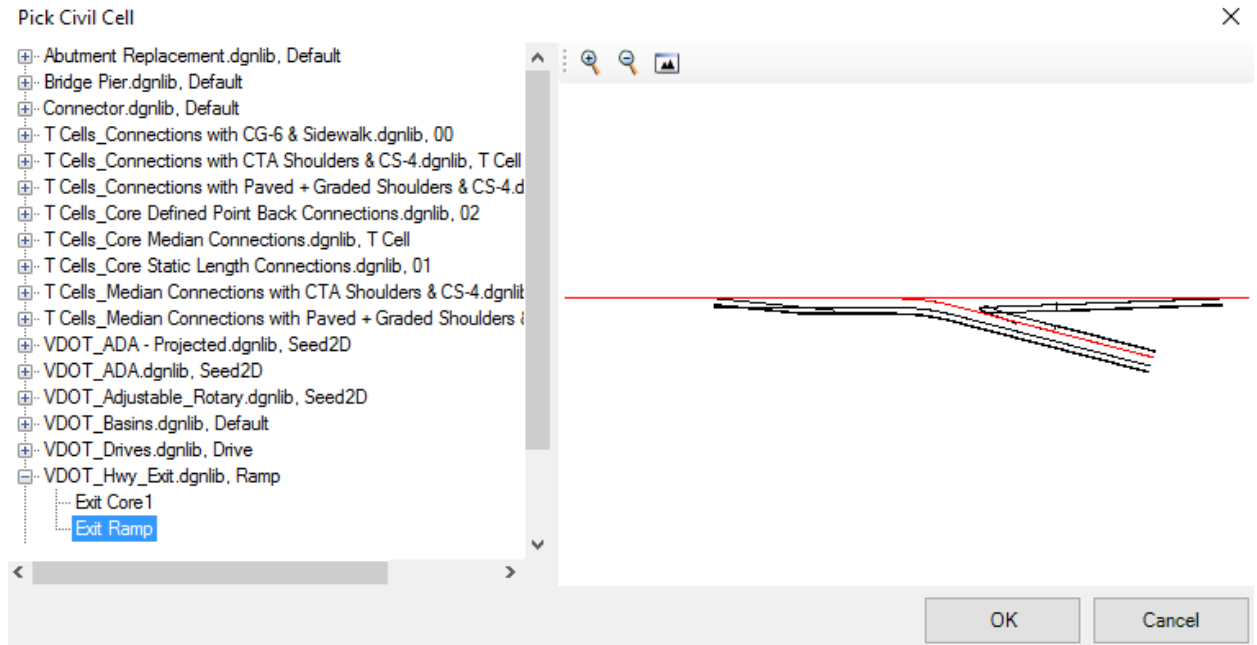 Pick Civil Cell
Abutment Replacement.dgnlib, Default
Bridge Pier.dgnlib, Default
Connector.dgnlib, Default
T Cells_Connections with CG-6 & Sidewalk.dgnlib, 00
T Cells_Connections with CTA Shoulders & CS-4.dgnlib, T Cell
T Cells_Connections with Paved + Graded Shoulders & CS-4.d
T Cells_Core Defined Point Back Connections.dgnlib, 02
T Cells_Core Median Connections.dgnlib, T Cell
T Cells_Core Static Length Connections.dgnlib, 01
T Cells_Median Connections with CTA Shoulders & CS-4.dgnlib
T Cells_Median Connections with Paved + Graded Shoulders
VDOT_ADA - Projected.dgnlib, Seed2D
VDOT_ADA.dgnlib, Seed2D
VDOT_Adjustable_Rotary.dgnlib, Seed2D
VDOT_Basins.dgnlib, Default
VDOT_Drives.dgnlib, Drive
VDOT_Hwy_Exit.dgnlib, Ramp
Exit Core1
Exit Ramp
OK
Cancel